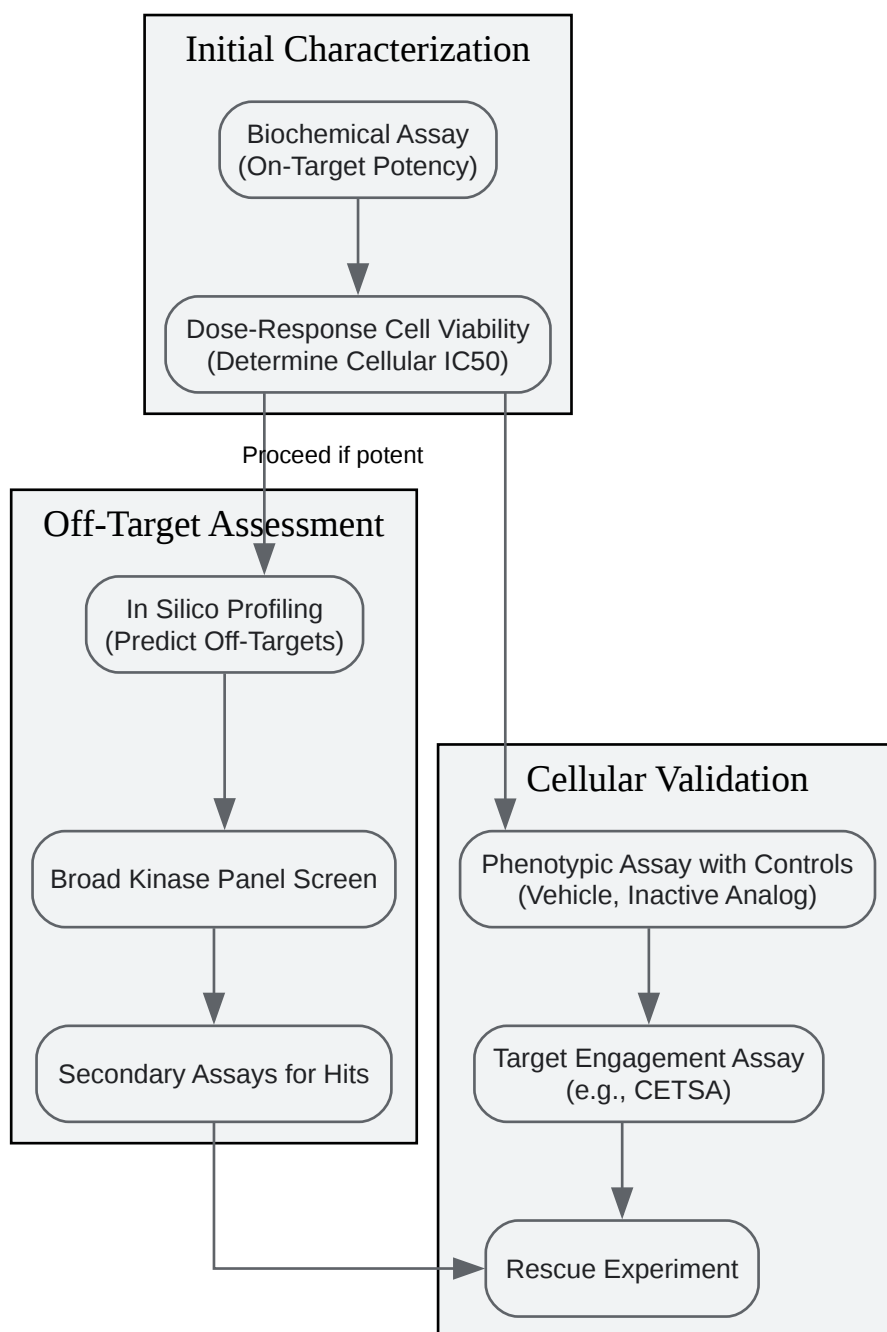 Initial Characterization
Biochemical Assay
(On-Target Potency)
Dose-Response Cell Viability
(Determine Cellular IC50)
Proceed if potent
Off-Target Assessment
In Silico Profiling
(Predict Off-Targets)
Broad Kinase Panel Screen
Secondary Assays for Hits
Cellular Validation
Phenotypic Assay with Controls
(Vehicle, Inactive Analog)
Target Engagement Assay
(e.g., CETSA)
Rescue Experiment